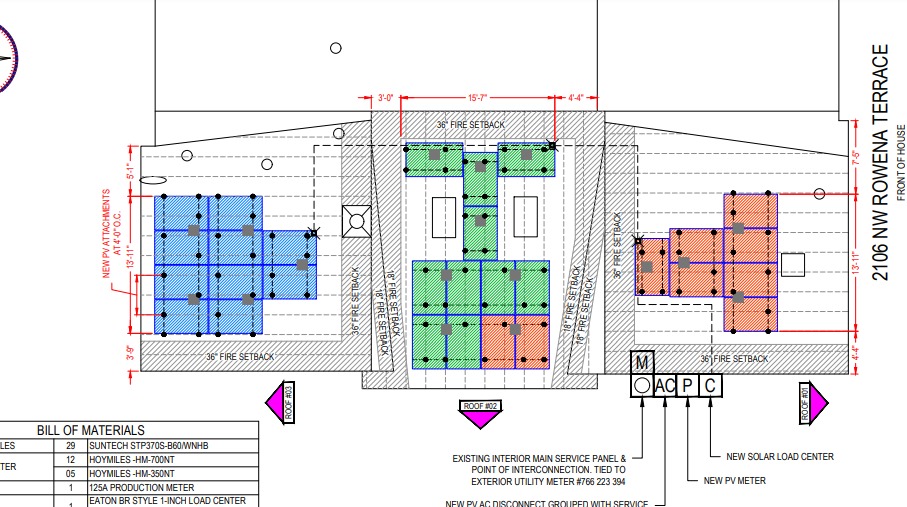 3'-0"
15'-7"
4'-4"
36" FIRE SETBACK
5'-1"
NEW PV ATTACHMENTS
AT 4'-0" O.C.
13'-11"
3'-9"
36" FIRE SETBACK
36" FIRE SETBACK
18" FIRE SETBACK
18" FIRE SETBACK
18" FIRE SETBACK
18" FIRE SETBACK
36" FIRE SETBACK
36" FIRE SETBACK
13'-11"
4'-4"
2106 NW ROWENA TERRACE
FRONT OF HOUSE
M
AC
P
C
ROOF #03
ROOF #02
ROOF #01
BILL OF MATERIALS
LES
29
SUNTECH STP370S-B60/WNHB
TER
12
HOYMILES -HM-700NT
05
HOYMILES -HM-350NT
1
125A PRODUCTION METER
1
EATON BR STYLE 1-INCH LOAD CENTER
EXISTING INTERIOR MAIN SERVICE PANEL &
POINT OF INTERCONNECTION. TIED TO
EXTERIOR UTILITY METER #766 223 394
NEW SOLAR LOAD CENTER
NEW PV METER
NEW PV AC DISCONNECT GROUPED WITH SERVICE